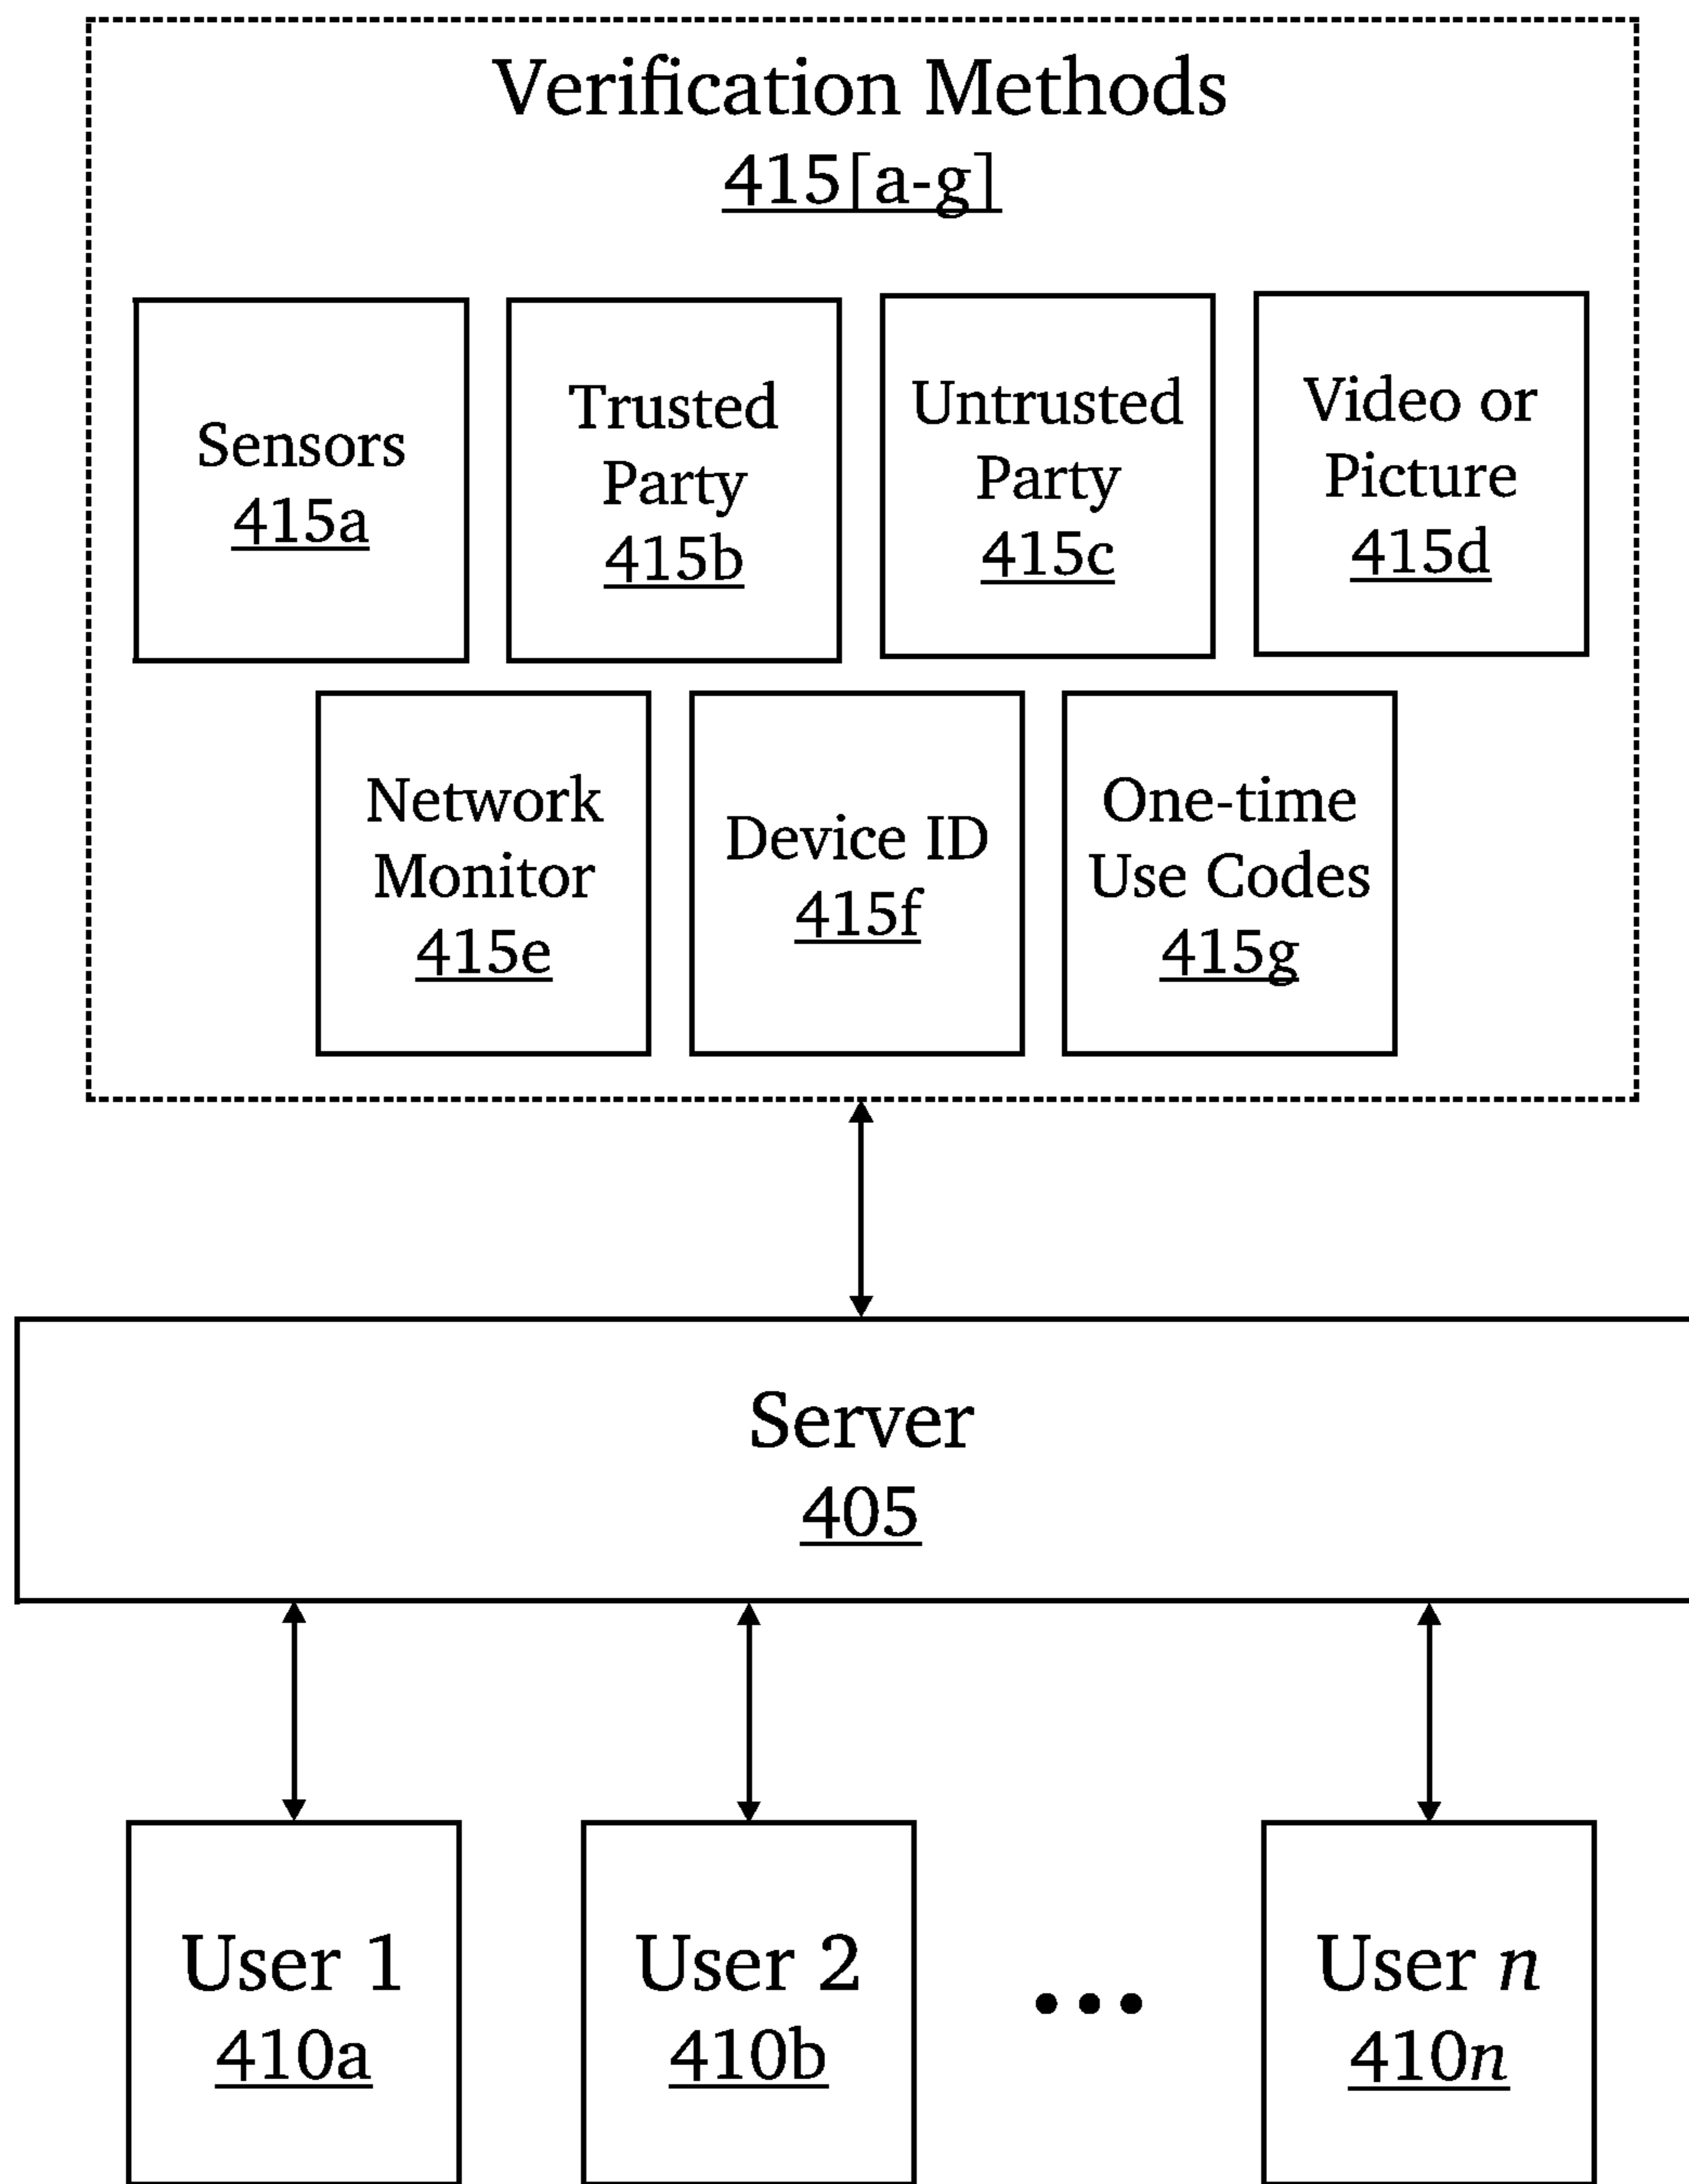 Verification Methods
415[a-g]
Sensors
415a
Trusted
Party
415b
Untrusted
Party
415c
Video or
Picture
415d
Network
Monitor
415e
Device ID
415f
One-time
Use Codes
415g
Server
405
User 1
410a
User 2
410b
•••
User n
410n